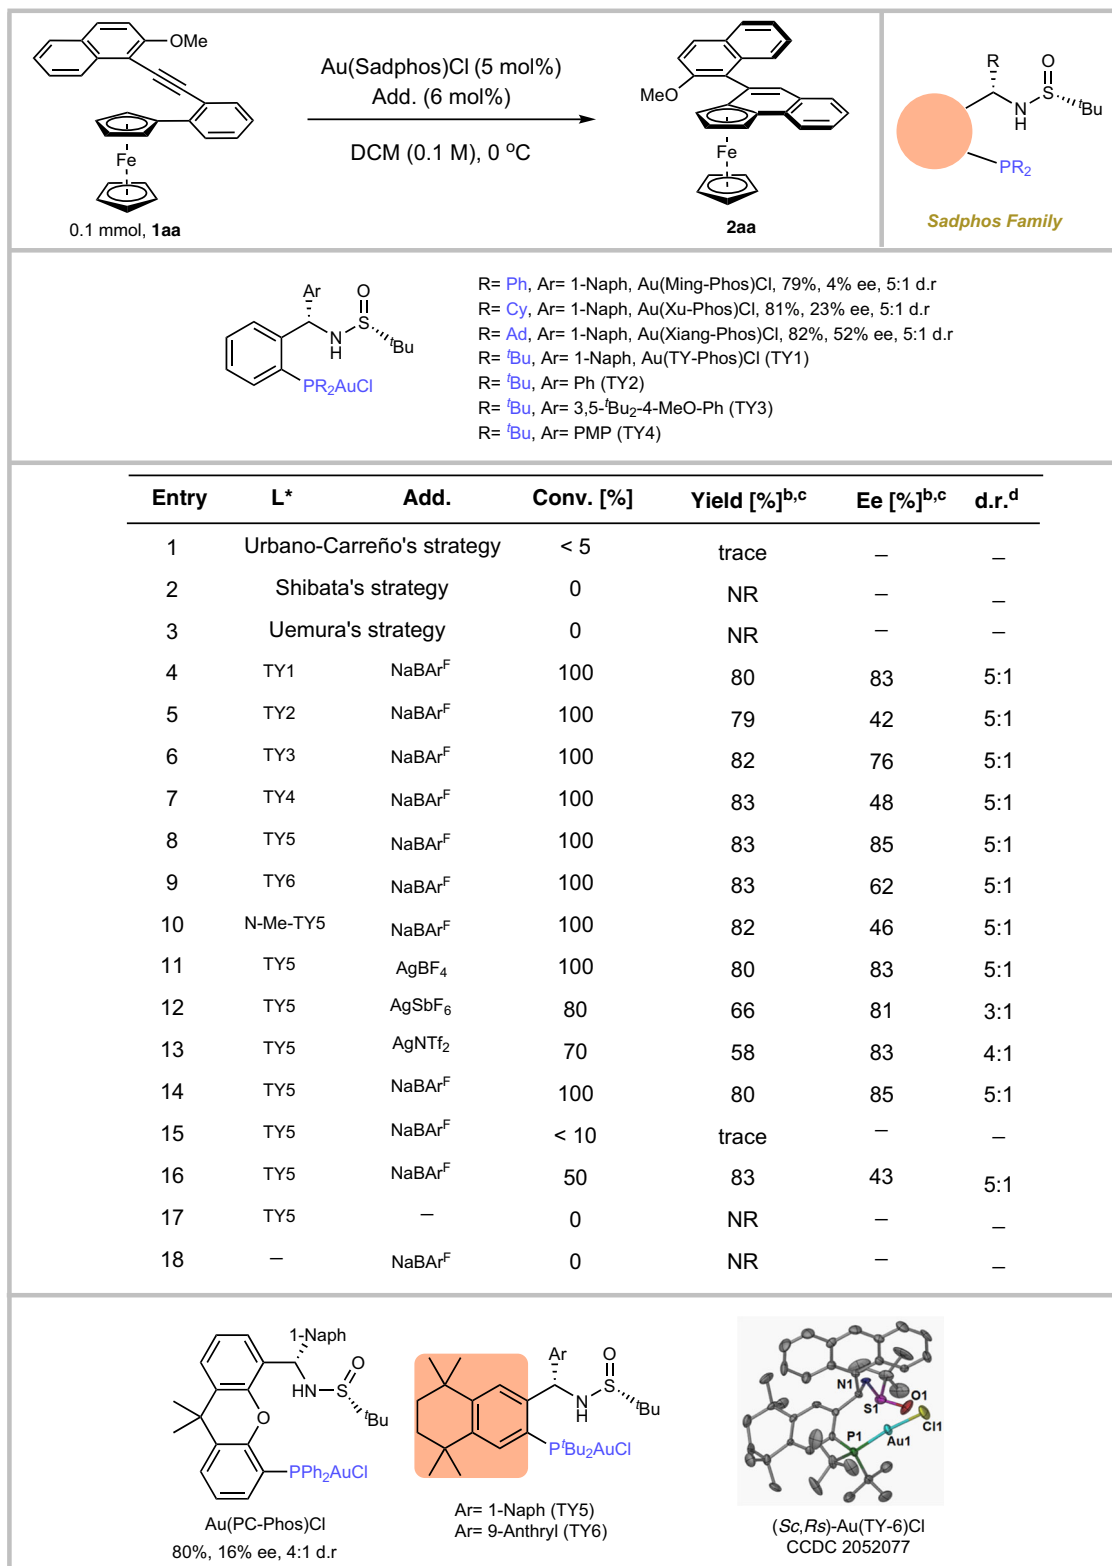 OMe
Fe
0.1 mmol, 1aa
Au(Sadphos)Cl (5 mol%)
Add. (6 mol%)
DCM (0.1 M), 0 ºC
MeO
Fe
2aa
R
O
S
N
H
tBu
PR2
Sadphos Family
Ar
O
S
N
H
tBu
PR2AuCl
R= Ph, Ar= 1-Naph, Au(Ming-Phos)Cl, 79%, 4% ee, 5:1 d.r
R= Cy, Ar= 1-Naph, Au(Xu-Phos)Cl, 81%, 23% ee, 5:1 d.r
R= Ad, Ar= 1-Naph, Au(Xiang-Phos)Cl, 82%, 52% ee, 5:1 d.r
R= tBu, Ar= 1-Naph, Au(TY-Phos)Cl (TY1)
R= tBu, Ar= Ph (TY2)
R= tBu, Ar= 3,5-tBu2-4-MeO-Ph (TY3)
R= tBu, Ar= PMP (TY4)
Entry L* Add. Conv. [%] Yield [%]b,c Ee [%]b,c d.r.d
1 Urbano-Carreño's strategy < 5 trace – –
2 Shibata's strategy 0 NR – –
3 Uemura's strategy 0 NR – –
4 TY1 NaBArF 100 80 83 5:1
5 TY2 NaBArF 100 79 42 5:1
6 TY3 NaBArF 100 82 76 5:1
7 TY4 NaBArF 100 83 48 5:1
8 TY5 NaBArF 100 83 85 5:1
9 TY6 NaBArF 100 83 62 5:1
10 N-Me-TY5 NaBArF 100 82 46 5:1
11 TY5 AgBF4 100 80 83 5:1
12 TY5 AgSbF6 80 66 81 3:1
13 TY5 AgNTf2 70 58 83 4:1
14 TY5 NaBArF 100 80 85 5:1
15 TY5 NaBArF < 10 trace – –
16 TY5 NaBArF 50 83 43 5:1
17 TY5 – 0 NR – –
18 – NaBArF 0 NR – –
1-Naph
O
HN
S
tBu
O
PPh2AuCl
Au(PC-Phos)Cl
80%, 16% ee, 4:1 d.r
Ar
O
S
N
H
tBu
PtBu2AuCl
Ar= 1-Naph (TY5)
Ar= 9-Anthryl (TY6)
N1
S1
O1
Cl1
P1
Au1
(Sc,Rs)-Au(TY-6)Cl
CCDC 2052077